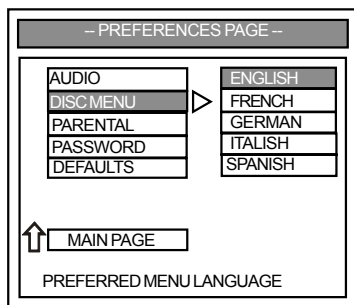 -- PREFERENCES PAGE --
AUDIO
DISC MENU
PARENTAL
PASSWORD
DEFAULTS
ENGLISH
FRENCH
GERMAN
ITALISH
SPANISH
MAIN PAGE
PREFERRED MENU LANGUAGE